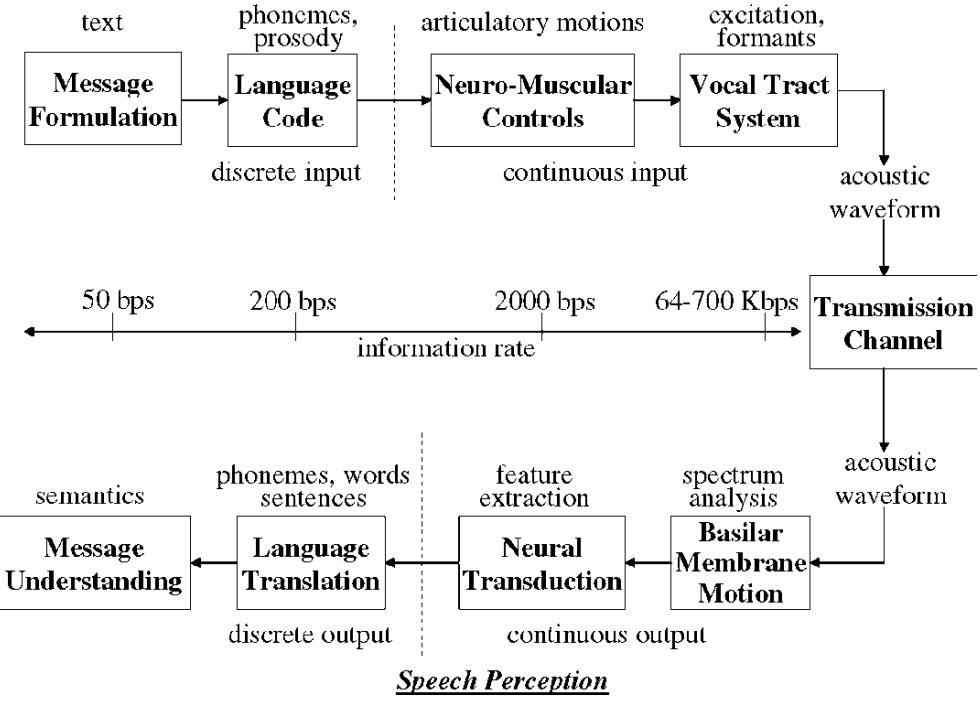 text
phonemes,
prosody
articulatory motions
excitation,
formants
Message
Formulation
Language
Code
Neuro-Muscular
Controls
Vocal Tract
System
discrete input
continuous input
acoustic
waveform
50 bps
200 bps
2000 bps
64-700 Kbps
information rate
Transmission
Channel
acoustic
waveform
semantics
phonemes, words
sentences
feature
extraction
spectrum
analysis
Message
Understanding
Language
Translation
Neural
Transduction
Basilar
Membrane
Motion
discrete output
continuous output
Speech Perception